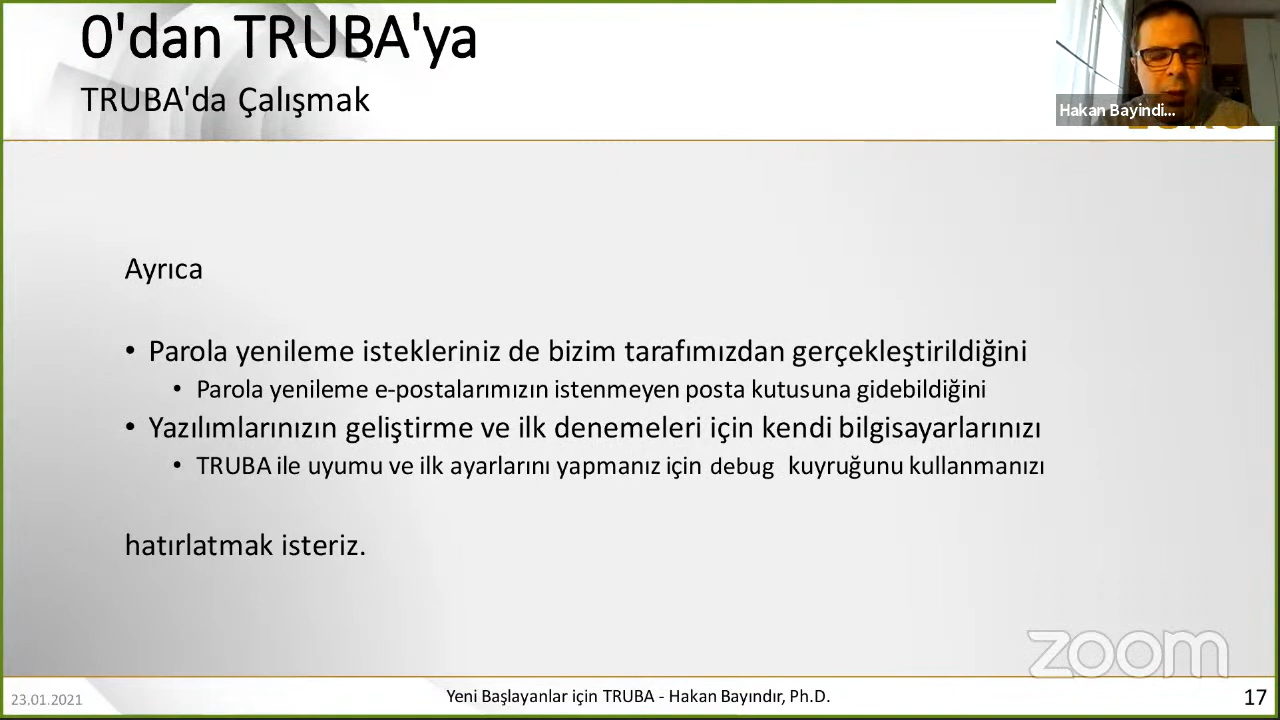 0'dan TRUBA'ya
TRUBA'da Çalışmak
Hakan Bayindi...
Ayrıca
• Parola yenileme istekleriniz de bizim tarafımızdan gerçekleştirildiğini
• Parola yenileme e-postalarımızın istenmeyen posta kutusuna gidebildiğini
• Yazılımlarınızın geliştirme ve ilk denemeleri için kendi bilgisayarlarınızı
• TRUBA ile uyumu ve ilk ayarlarını yapmanız için debug kuyruğunu kullanmanızı
hatırlatmak isteriz.
zoom
23.01.2021
Yeni Başlayanlar için TRUBA - Hakan Bayındır, Ph.D.
17